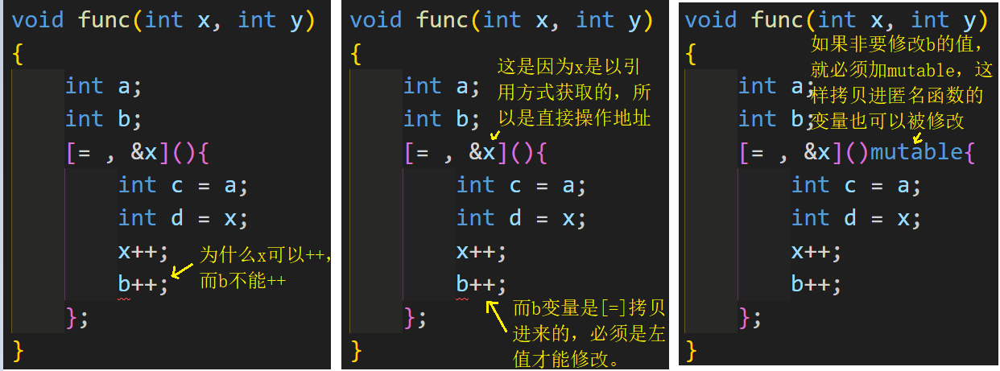 void func(int x, int y)
{
int a;
int b;
[= , &x](){
int c = a;
int d = x;
x++;
b++;
};
}
为什么x可以++,
而b不能++
void func(int x, int y)
{
int a;
int b;
[= , &x](){
int c = a;
int d = x;
x++;
b++;
};
}
这是因为x是以引
用方式获取的，所
以是直接操作地址
而b变量是[=]拷贝
进来的，必须是左
值才能修改。
void func(int x, int y)
{
int a;
int b;
[= , &x]()mutable{
int c = a;
int d = x;
x++;
b++;
};
}
如果非要修改b的值，
就必须加mutable，这
样拷贝进匿名函数的
变量也可以被修改